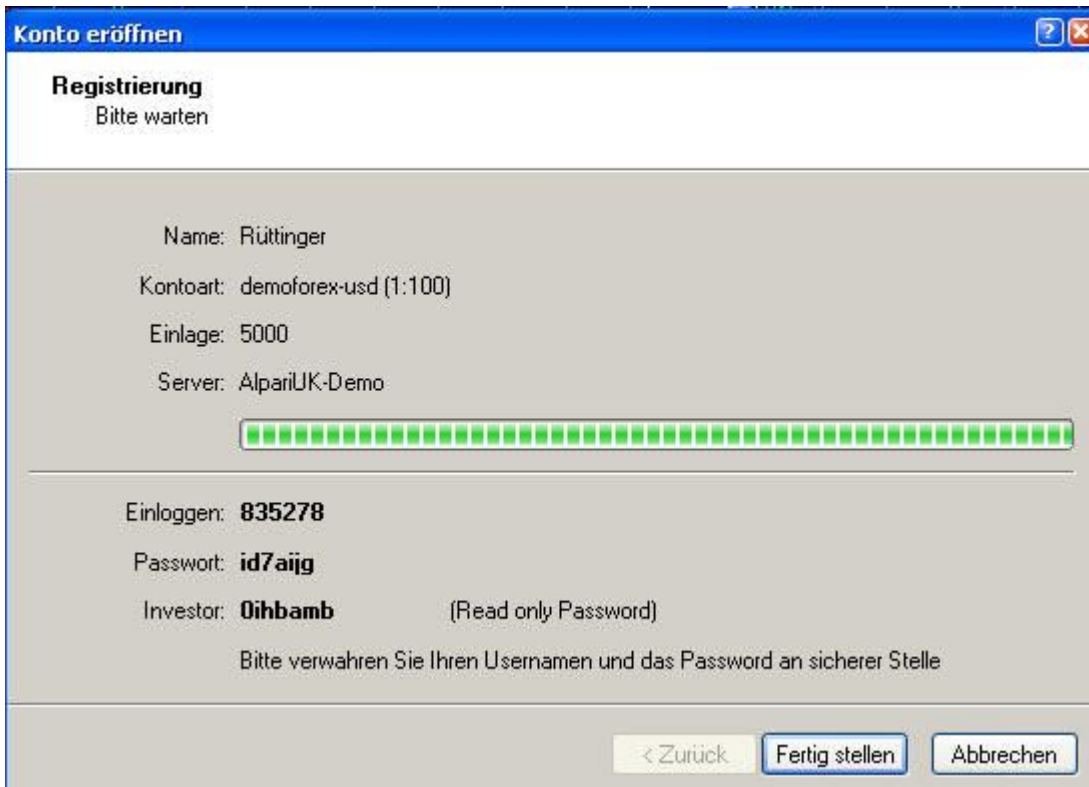 Konto eröffnen
Registrierung
Bitte warten
Name: Rüttinger
Kontoart: demoforex-usd (1:100)
Einlage: 5000
Server: AlpariUK-Demo
Einloggen: 835278
Passwort: id7aijg
Investor: 0ihbamb (Read only Password)
Bitte verwahren Sie Ihren Usernamen und das Password an sicherer Stelle
< Zurück Fertig stellen Abbrechen